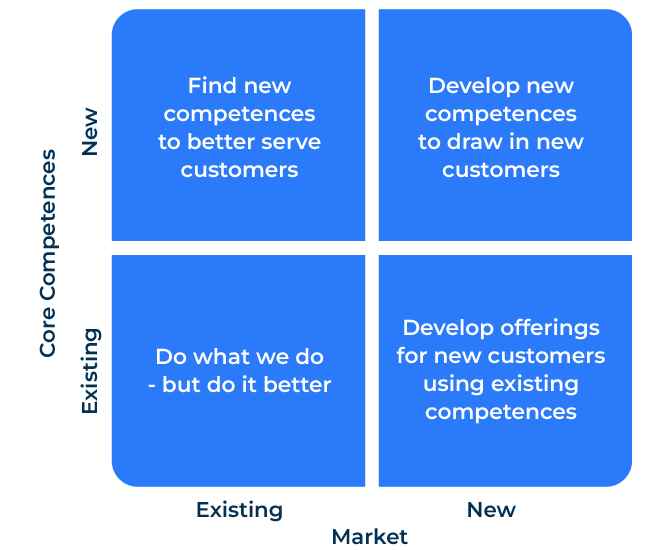 Core Competences
New
Find new
competences
to better serve
customers
Develop new
competences
to draw in new
customers
Existing
Do what we do
- but do it better
Develop offerings
for new customers
using existing
competences
Existing
New
Market